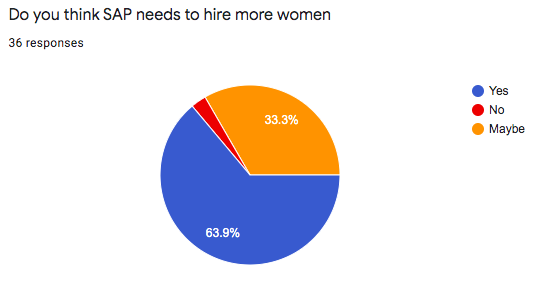 Do you think SAP needs to hire more women
36 responses
Yes
No
Maybe
33.3%
63.9%